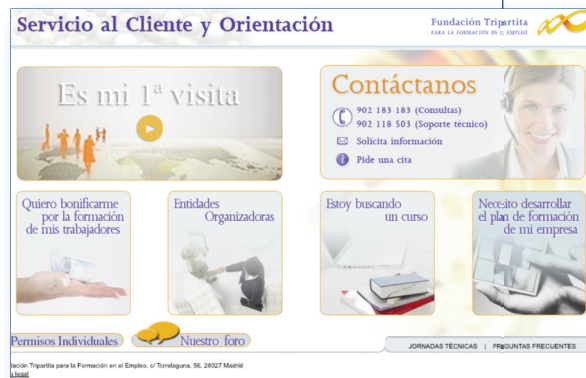 Servicio al Cliente y Orientación
Fundación Tripartita
PARA LA FORMACIÓN EN EL EMPLEO
Es mi 1ª visita
Contáctanos
902 183 183 (Consultas)
902 118 503 (Soporte técnico)
Solicita información
Pide una cita
Quiero bonificarme
por la formación
de mis trabajadores
Entidades
Organizadoras
Estoy buscando
un curso
Necesito desarrollar
el plan de formación
de mi empresa
Permisos Individuales
Nuestro foro
JORNADAS TÉCNICAS | PREGUNTAS FRECUENTES
lación Tripartita para la Formación en el Empleo. c/ Torrelaguna, 56, 28027 Madrid
o legal